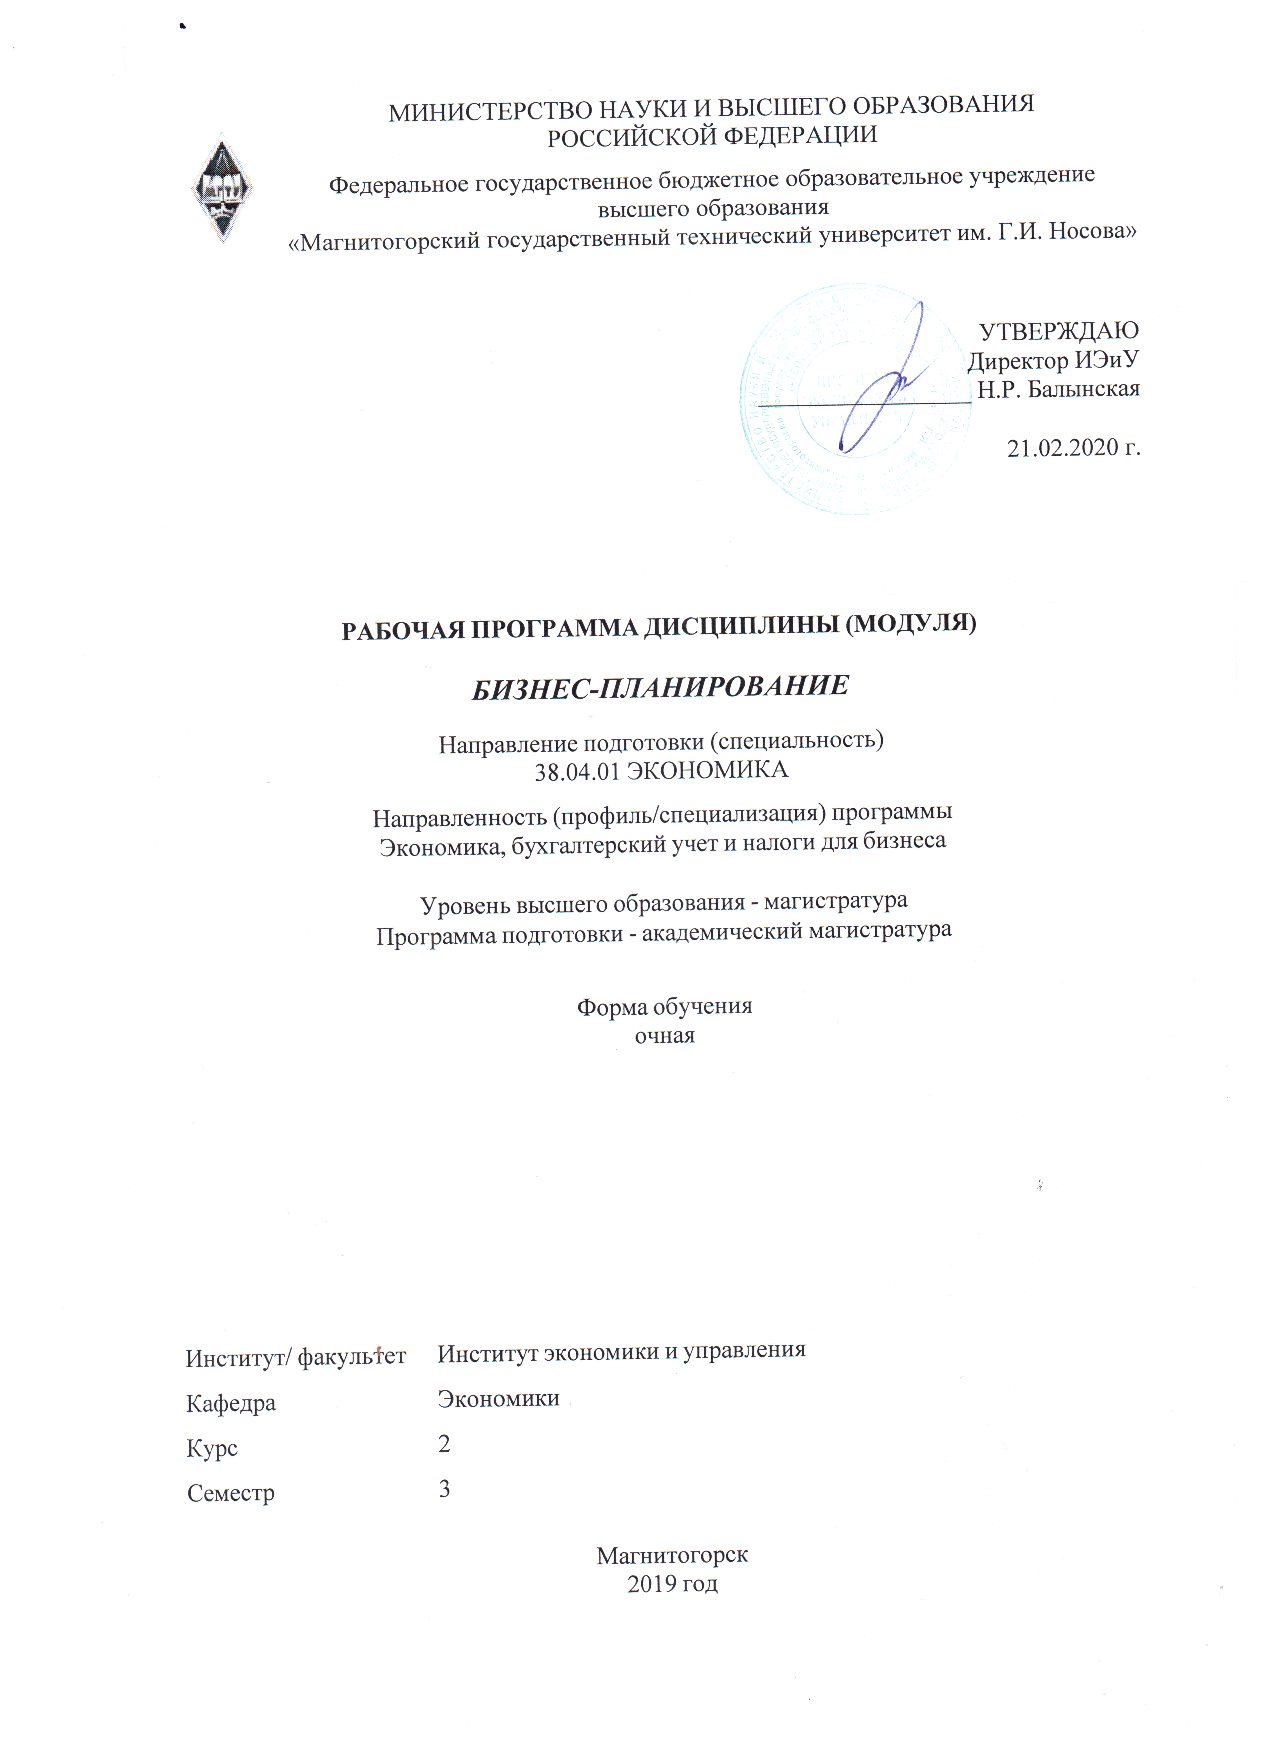 МИНИСТЕРСТВО НАУКИ И ВЫСШЕГО ОБРАЗОВАНИЯ
РОССИЙСКОЙ ФЕДЕРАЦИИ
Федеральное государственное бюджетное образовательное учреждение
высшего образования
«Магнитогорский государственный технический университет им. Г.И. Носова»
МГТУ
УТВЕРЖДАЮ
Директор ИЭиУ
Н.Р. Балынская
21.02.2020 г.
РАБОЧАЯ ПРОГРАММА ДИСЦИПЛИНЫ (МОДУЛЯ)
БИЗНЕС-ПЛАНИРОВАНИЕ
Направление подготовки (специальность)
38.04.01 ЭКОНОМИКА
Направленность (профиль/специализация) программы
Экономика, бухгалтерский учет и налоги для бизнеса
Уровень высшего образования - магистратура
Программа подготовки - академический магистратура
Форма обучения
очная
Институт/ факультет Институт экономики и управления
Кафедра Экономики
Курс 2
Семестр 3
Магнитогорск
2019 год